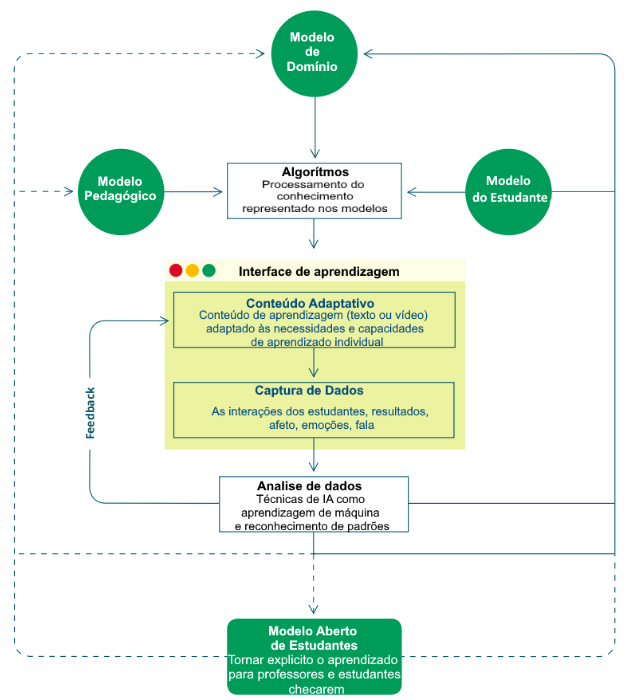 Modelo
de
Domínio
Modelo
Pedagógico
Algorítmos
Processamento do
conhecimento
representado nos modelos
Modelo
do Estudante
Interface de aprendizagem
Conteúdo Adaptativo
Conteúdo de aprendizagem (texto ou vídeo)
adaptado às necessidades e capacidades
de aprendizado individual
Captura de Dados
As interações dos estudantes, resultados,
afeto, emoções, fala
Feedback
Analise de dados
Técnicas de IA como
aprendizagem de máquina
e reconhecimento de padrões
Modelo Aberto
de Estudantes
Tornar explicito o aprendizado
para professores e estudantes
checarem